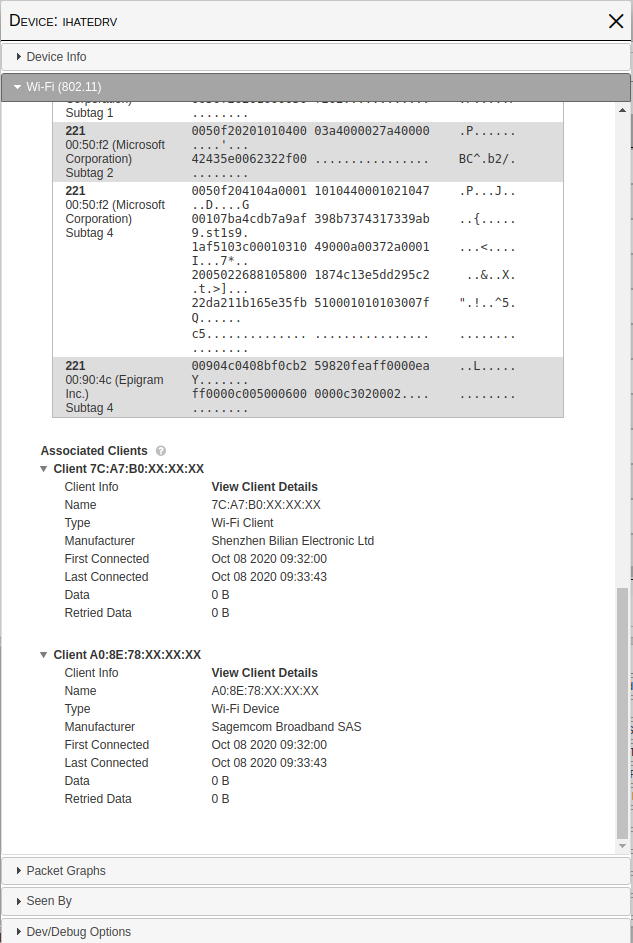 DEVICE: IHATEDRV
Device Info
Wi-Fi (802.11)
Subtag 1 ........
221 0050f20201010400 03a4000027a40000 .P......
00:50:f2 (Microsoft ....'...
Corporation) 42435e0062322f00 ................ BC^.b2/.
Subtag 2 ........
221 0050f204104a0001 1010440001021047 .P...J..
00:50:f2 (Microsoft ..D....G
Corporation) 00107ba4cdb7a9af 398b7374317339ab ..{.....
Subtag 4 9.st1s9.
1af5103c00010310 49000a00372a0001 ...<....
I...7*..
2005022688105800 1874c13e5dd295c2 ..&..X.
.t.>]...
22da211b165e35fb 510001010103007f ".!..^5.
Q......
c5.............. ................ ........
........
221 00904c0408bf0cb2 59820feaff0000ea ..L.....
00:90:4c (Epigram Y.......
Inc.) ff0000c005000600 0000c3020002.... ........
Subtag 4 ........
Associated Clients ?
Client 7C:A7:B0:XX:XX:XX
Client Info View Client Details
Name 7C:A7:B0:XX:XX:XX
Type Wi-Fi Client
Manufacturer Shenzhen Bilian Electronic Ltd
First Connected Oct 08 2020 09:32:00
Last Connected Oct 08 2020 09:33:43
Data 0 B
Retried Data 0 B
Client A0:8E:78:XX:XX:XX
Client Info View Client Details
Name A0:8E:78:XX:XX:XX
Type Wi-Fi Device
Manufacturer Sagemcom Broadband SAS
First Connected Oct 08 2020 09:32:00
Last Connected Oct 08 2020 09:33:43
Data 0 B
Retried Data 0 B
Packet Graphs
Seen By
Dev/Debug Options